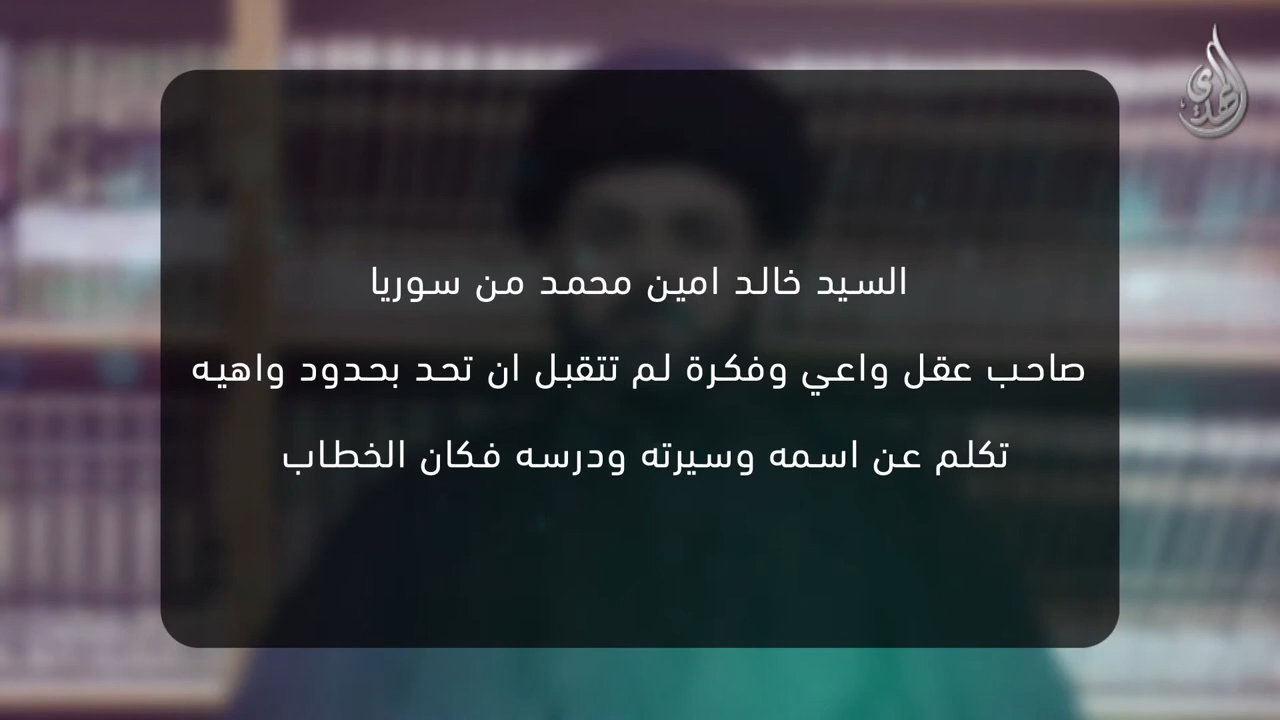 الهدى
السيد خالد امين محمد من سوريا
صاحب عقل واعي وفكرة لم تتقبل ان تحد بحدود واهيه
تكلم عن اسمه وسيرته ودرسه فكان الخطاب